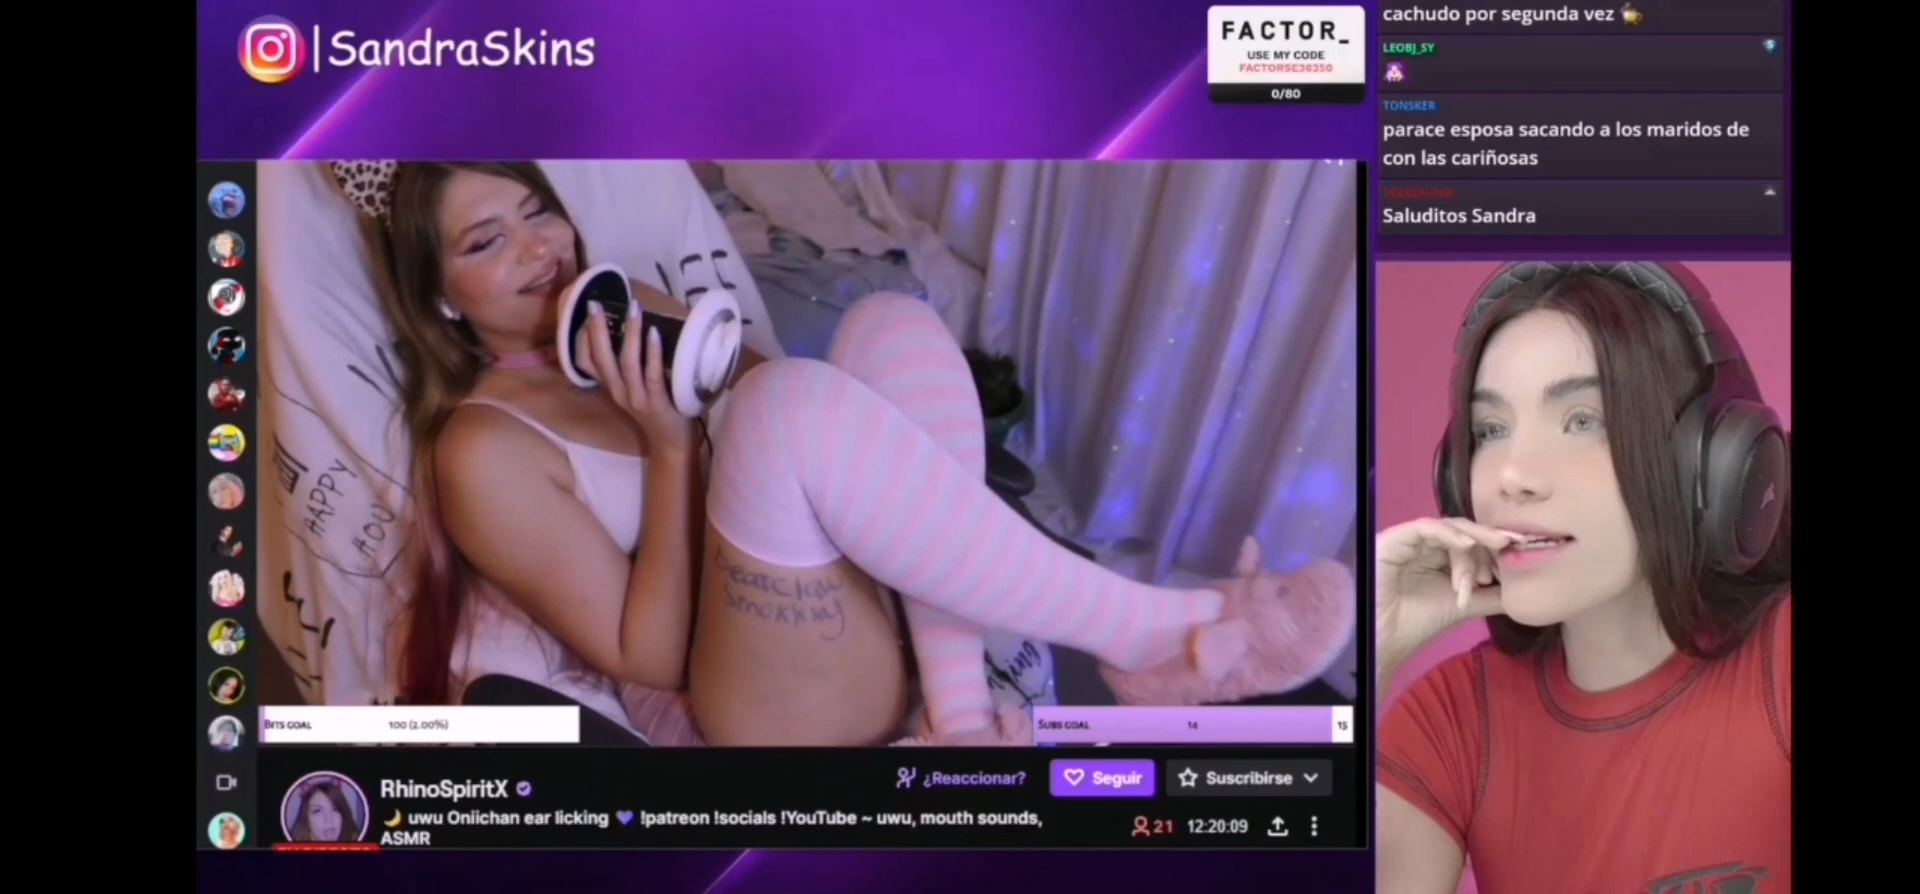 |SandraSkins
FACTOR_
USE MY CODE
FACTORSEJ6350
0/80
cachudo por segunda vez
LEOBJ_SY
TONSKER
parace esposa sacando a los maridos de
con las cariñosas
Saluditos Sandra
HAPPY
YOU
BITS GOAL 100 (2.00%)
SUBS GOAL 14 15
RhinoSpiritX
¿Reaccionar?
Seguir
Suscribirse
uwu Oniichan ear licking 💜 !patreon !socials !YouTube ~ uwu, mouth sounds,
ASMR
21 12:20:09